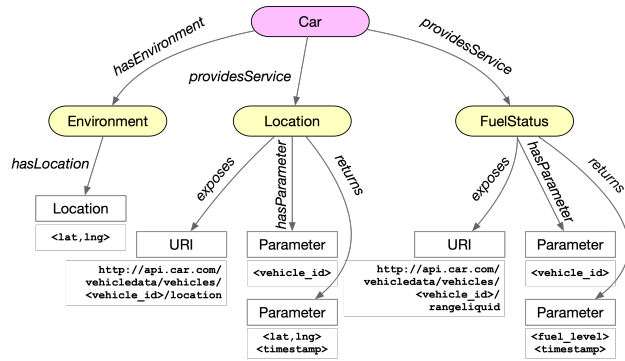 Car
hasEnvironment
providesService
providesService
Environment
Location
FuelStatus
hasLocation
exposes
hasParameter
returns
exposes
hasParameter
returns
Location
<lat,lng>
URI
Parameter
URI
Parameter
http://api.car.com/
vehicledata/vehicles/
<vehicle_id>/location
<vehicle_id>
http://api.car.com/
vehicledata/vehicles/
<vehicle_id>/
rangeliquid
<vehicle_id>
Parameter
<lat,lng>
<timestamp>
Parameter
<fuel_level>
<timestamp>